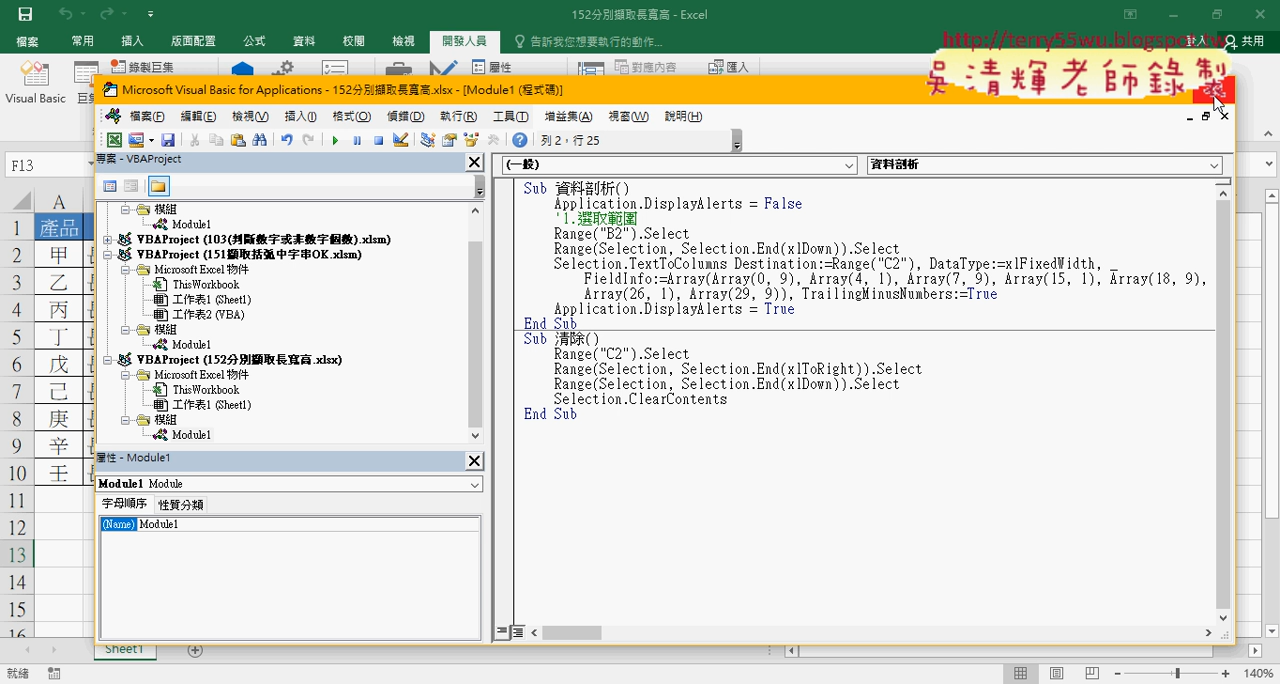 152分別擷取長寬高 - Excel
檔案 常用 插入 版面配置 公式 資料 校閱 檢視 開發人員 告訴我您想要執行的動作... 登入 共用
http://terry55wu.blogspot.tw
吳清輝老師錄製
Visual Basic 錄製巨集 屬性 對應內容 匯入
Microsoft Visual Basic for Applications - 152分別擷取長寬高.xlsx - [Module1 (程式碼)]
檔案(F) 編輯(E) 檢視(V) 插入(I) 格式(O) 偵錯(D) 執行(R) 工具(T) 增益集(A) 視窗(W) 說明(H)
列 2，行 25
專案 - VBAProject
模組
Module1
VBAProject (103(判斷數字或非數字個數).xlsm)
VBAProject (151擷取括弧中字串OK.xlsm)
Microsoft Excel 物件
ThisWorkbook
工作表1 (Sheet1)
工作表2 (VBA)
模組
Module1
VBAProject (152分別擷取長寬高.xlsx)
Microsoft Excel 物件
ThisWorkbook
工作表1 (Sheet1)
模組
Module1
屬性 - Module1
Module1 Module
字母順序 性質分類
(Name) Module1
(一般) 資料剖析
Sub 資料剖析()
Application.DisplayAlerts = False
'1.選取範圍
Range("B2").Select
Range(Selection, Selection.End(xlDown)).Select
Selection.TextToColumns Destination:=Range("C2"), DataType:=xlFixedWidth, _
FieldInfo:=Array(Array(0, 9), Array(4, 1), Array(7, 9), Array(15, 1), Array(18, 9),
Array(26, 1), Array(29, 9)), TrailingMinusNumbers:=True
Application.DisplayAlerts = True
End Sub
Sub 清除()
Range("C2").Select
Range(Selection, Selection.End(xlToRight)).Select
Range(Selection, Selection.End(xlDown)).Select
Selection.ClearContents
End Sub
F13
A
1 產品
2 甲
3 乙
4 丙
5 丁
6 戊
7 己
8 庚
9 辛
10 壬
11
12
13
14
15
16
Sheet1
就緒 140%